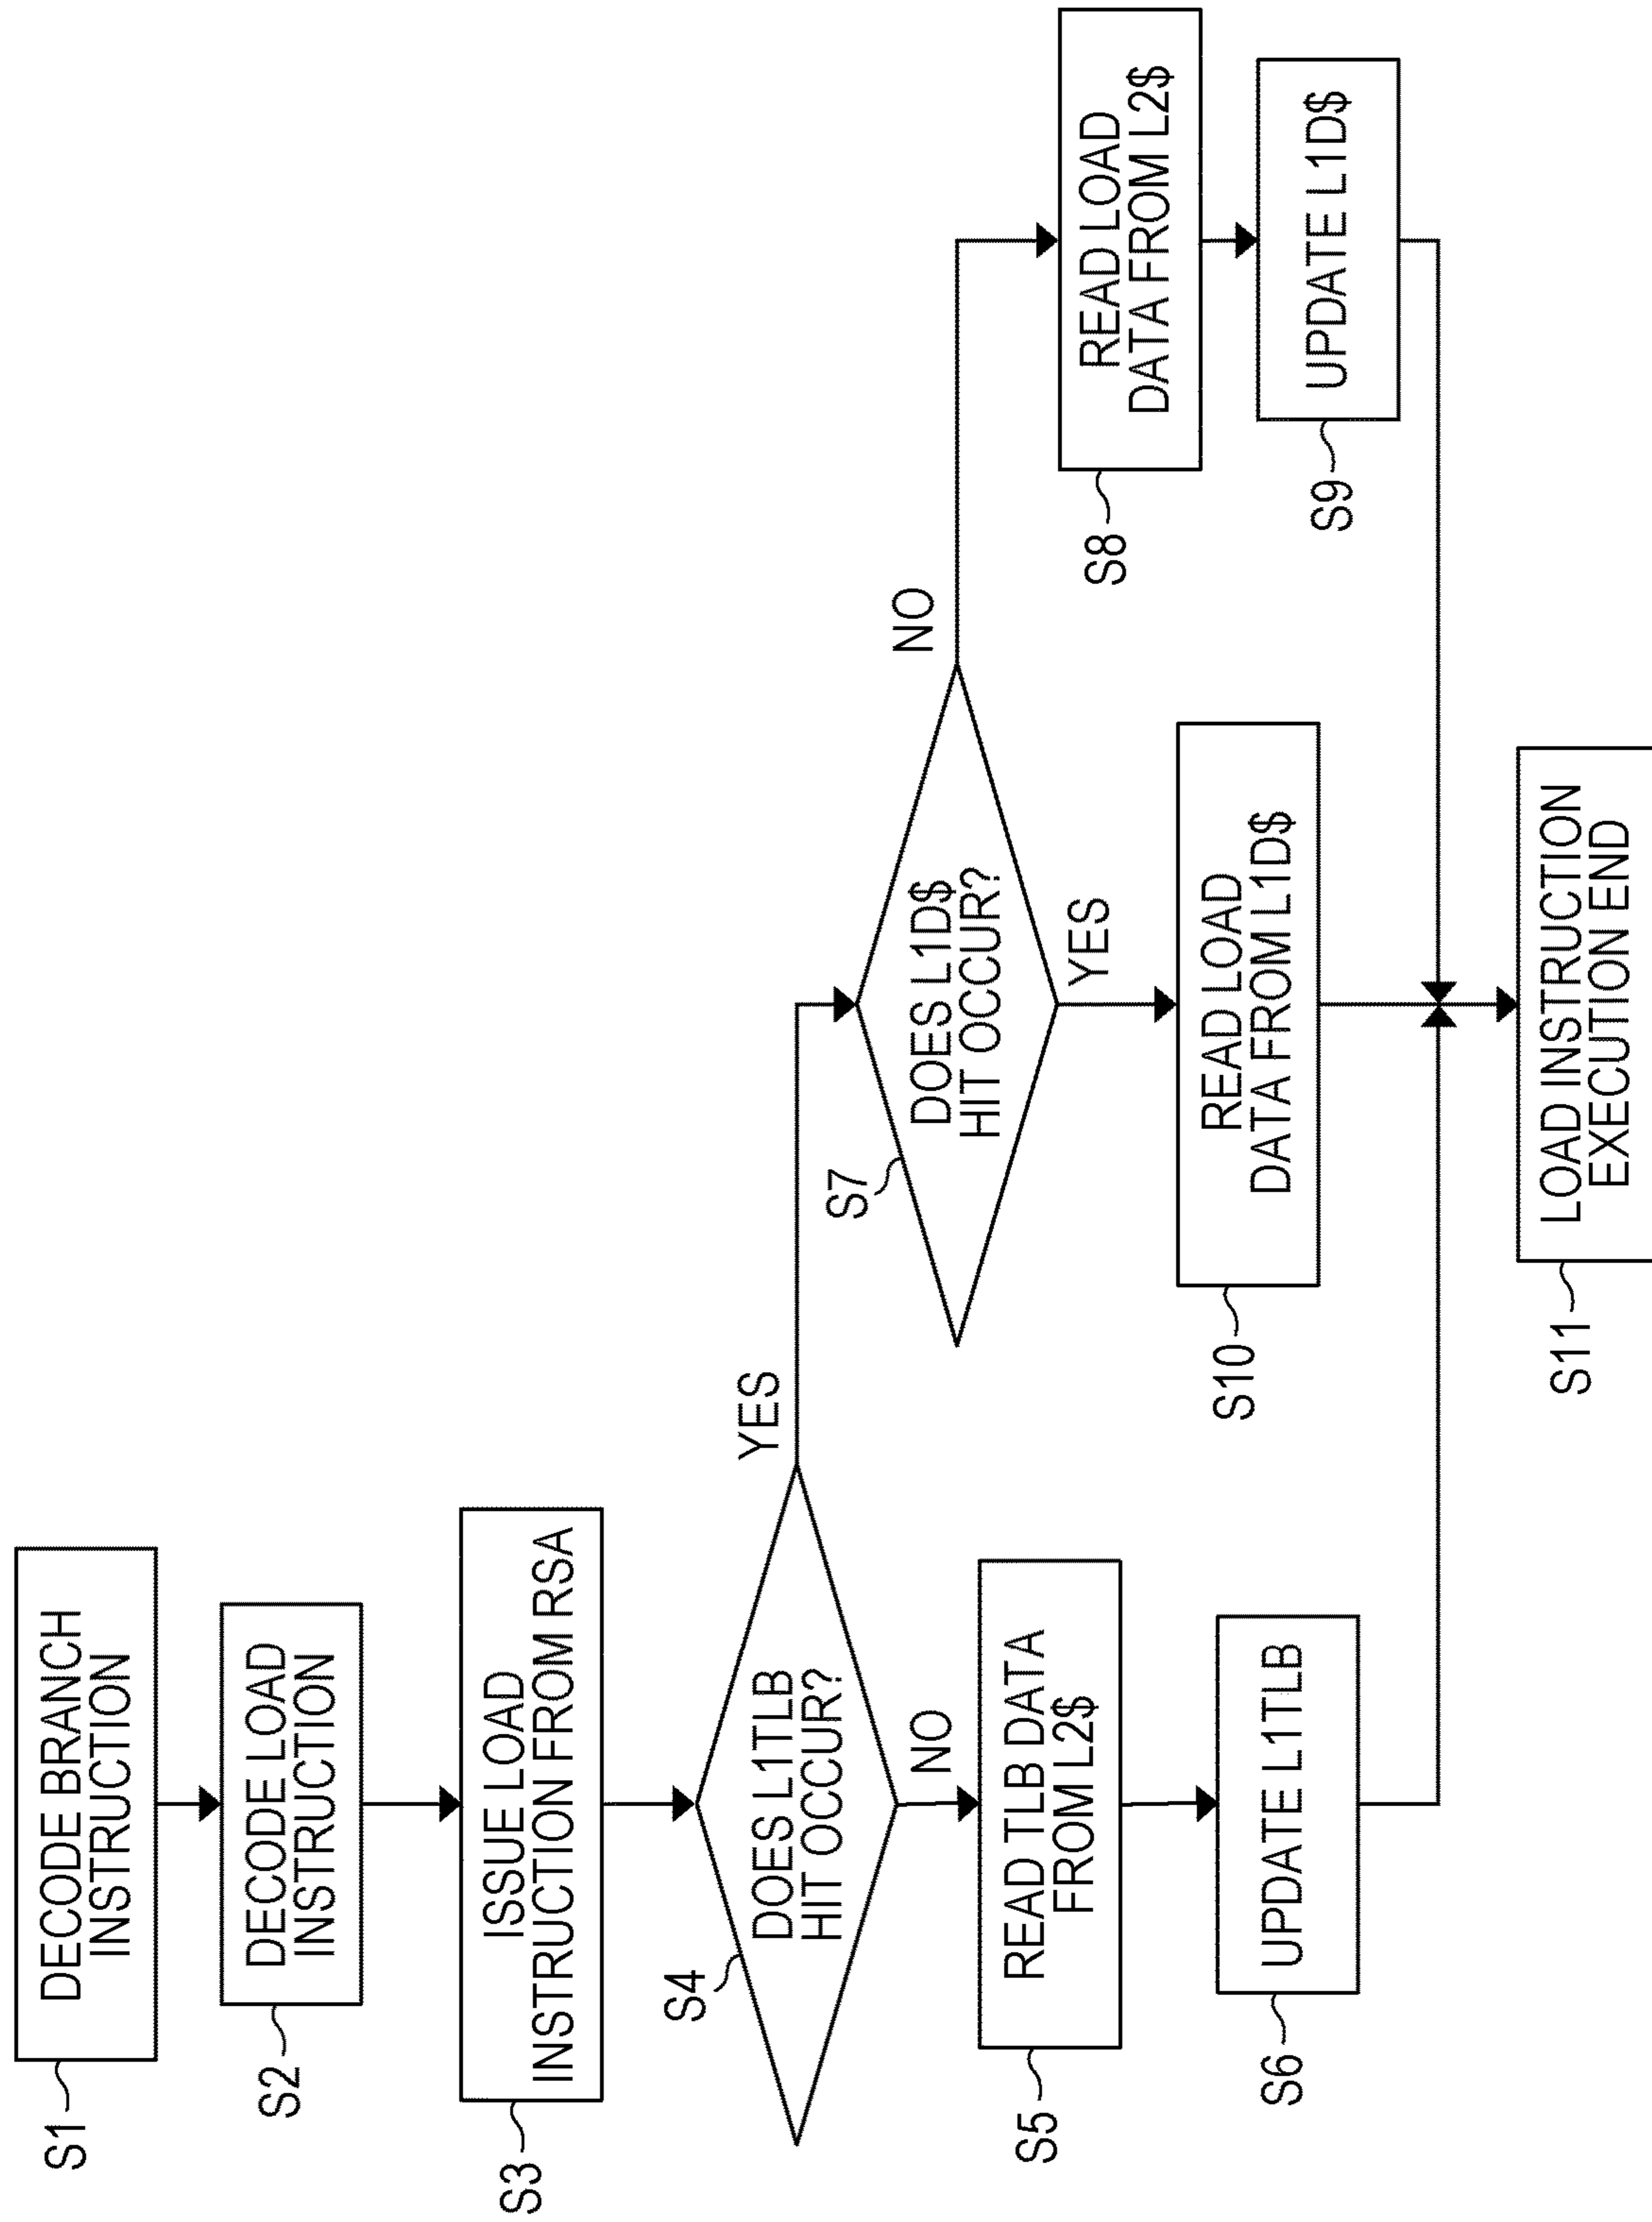 S1
DECODE BRANCH
INSTRUCTION
S2
DECODE LOAD
INSTRUCTION
S3
ISSUE LOAD
INSTRUCTION FROM RSA
S4
DOES L1TLB
HIT OCCUR?
YES
NO
S5
READ TLB DATA
FROM L2$
S6
UPDATE L1TLB
S7
DOES L1D$
HIT OCCUR?
NO
YES
S8
READ LOAD
DATA FROM L2$
S9
UPDATE L1D$
S10
READ LOAD
DATA FROM L1D$
S11
LOAD INSTRUCTION
EXECUTION END